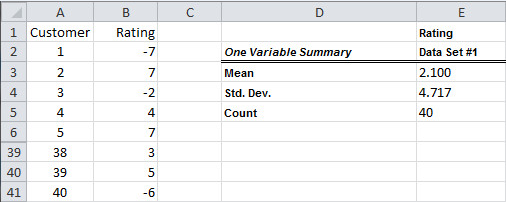 A B C D E
1 Customer Rating Rating
2 1 -7 One Variable Summary Data Set #1
3 2 7 Mean 2.100
4 3 -2 Std. Dev. 4.717
5 4 4 Count 40
6 5 7
39 38 3
40 39 5
41 40 -6